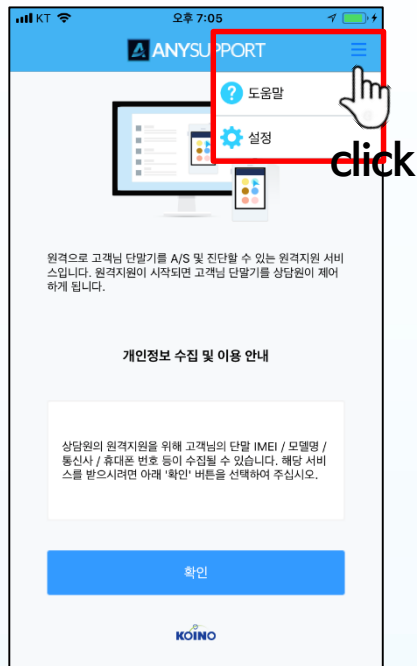 KT 오후 7:05
ANYSUPPORT
도움말
설정
click
원격으로 고객님 단말기를 A/S 및 진단할 수 있는 원격지원 서비
스입니다. 원격지원이 시작되면 고객님 단말기를 상담원이 제어
하게 됩니다.
개인정보 수집 및 이용 안내
상담원의 원격지원을 위해 고객님의 단말 IMEI / 모델명 /
통신사 / 휴대폰 번호 등이 수집될 수 있습니다. 해당 서비
스를 받으시려면 아래 '확인' 버튼을 선택하여 주십시오.
확인
KOINO